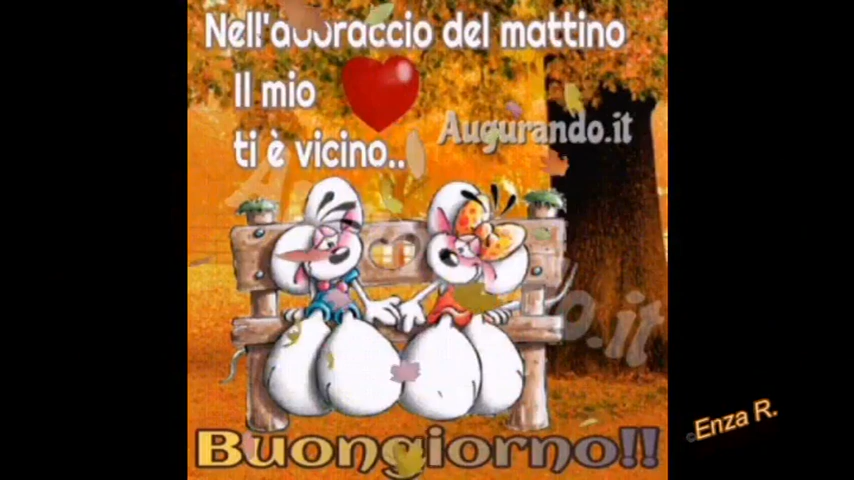 Nell'abbraccio del mattino
Il mio
ti è vicino..
Augurando.it
Buongiorno!!
©Enza R.